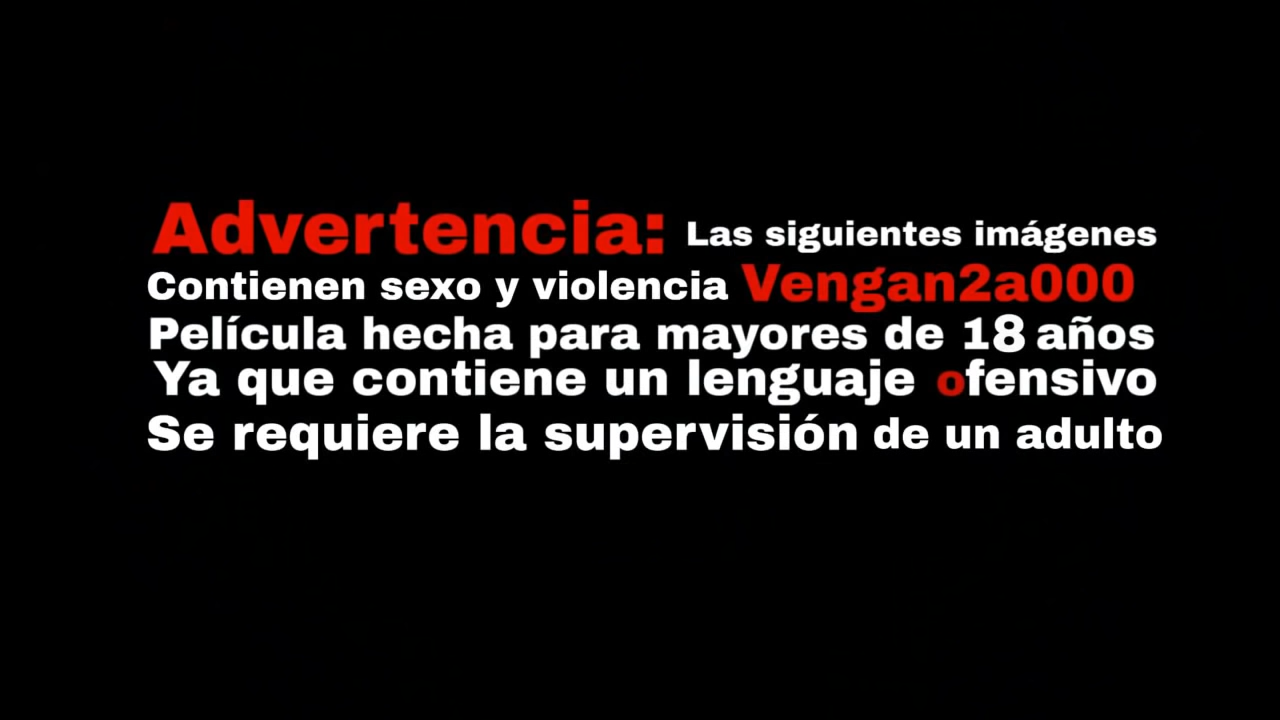 Advertencia: Las siguientes imágenes
Contienen sexo y violencia Vengan2a000
Película hecha para mayores de 18 años
Ya que contiene un lenguaje ofensivo
Se requiere la supervisión de un adulto